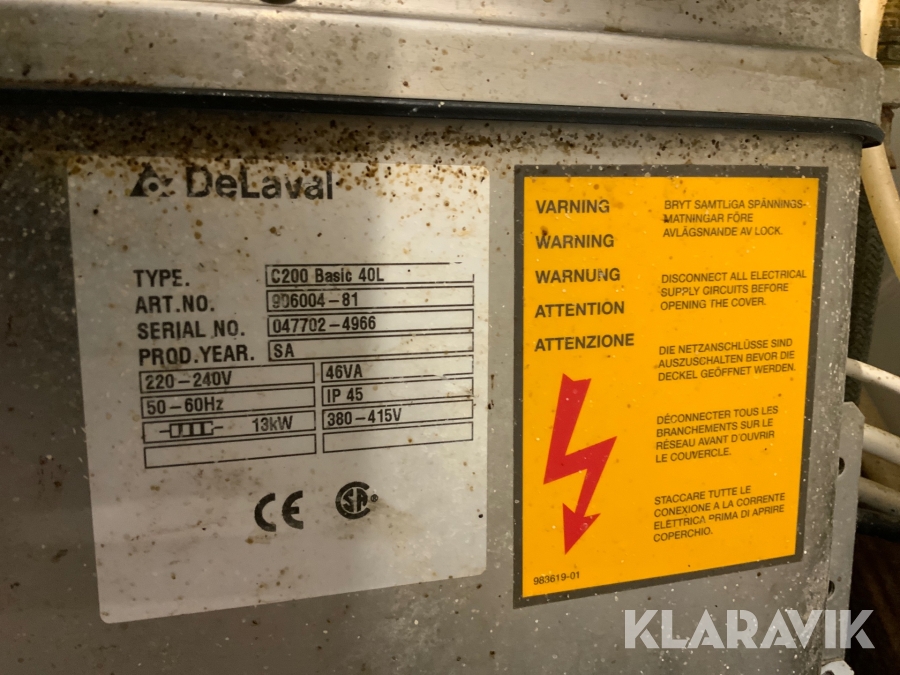 DeLaval
TYPE. C200 Basic 40L
ART.NO. 906004-81
SERIAL NO. 047702-4966
PROD.YEAR. SA
220-240V 46VA
50-60Hz IP 45
13kW 380-415V
CE SA ®
VARNING
WARNING
WARNUNG
ATTENTION
ATTENZIONE
BRYT SAMTLIGA SPÄNNINGS-
MATNINGAR FÖRE
AVLÄGSNANDE AV LOCK.
DISCONNECT ALL ELECTRICAL
SUPPLY CIRCUITS BEFORE
OPENING THE COVER.
DIE NETZANSCHLÜSSE SIND
AUSZUSCHALTEN BEVOR DIE
DECKEL GEÖFFNET WERDEN.
DÉCONNECTER TOUS LES
BRANCHEMENTS SUR LE
RÉSEAU AVANT D'OUVRIR
LE COUVERCLE.
STACCARE TUTTE LE
CONEXIONE A LA CORRENTE
ELÉTTRICA PRIMA DI APRIRE
COPERCHIO.
983619-01
KLARAVIK